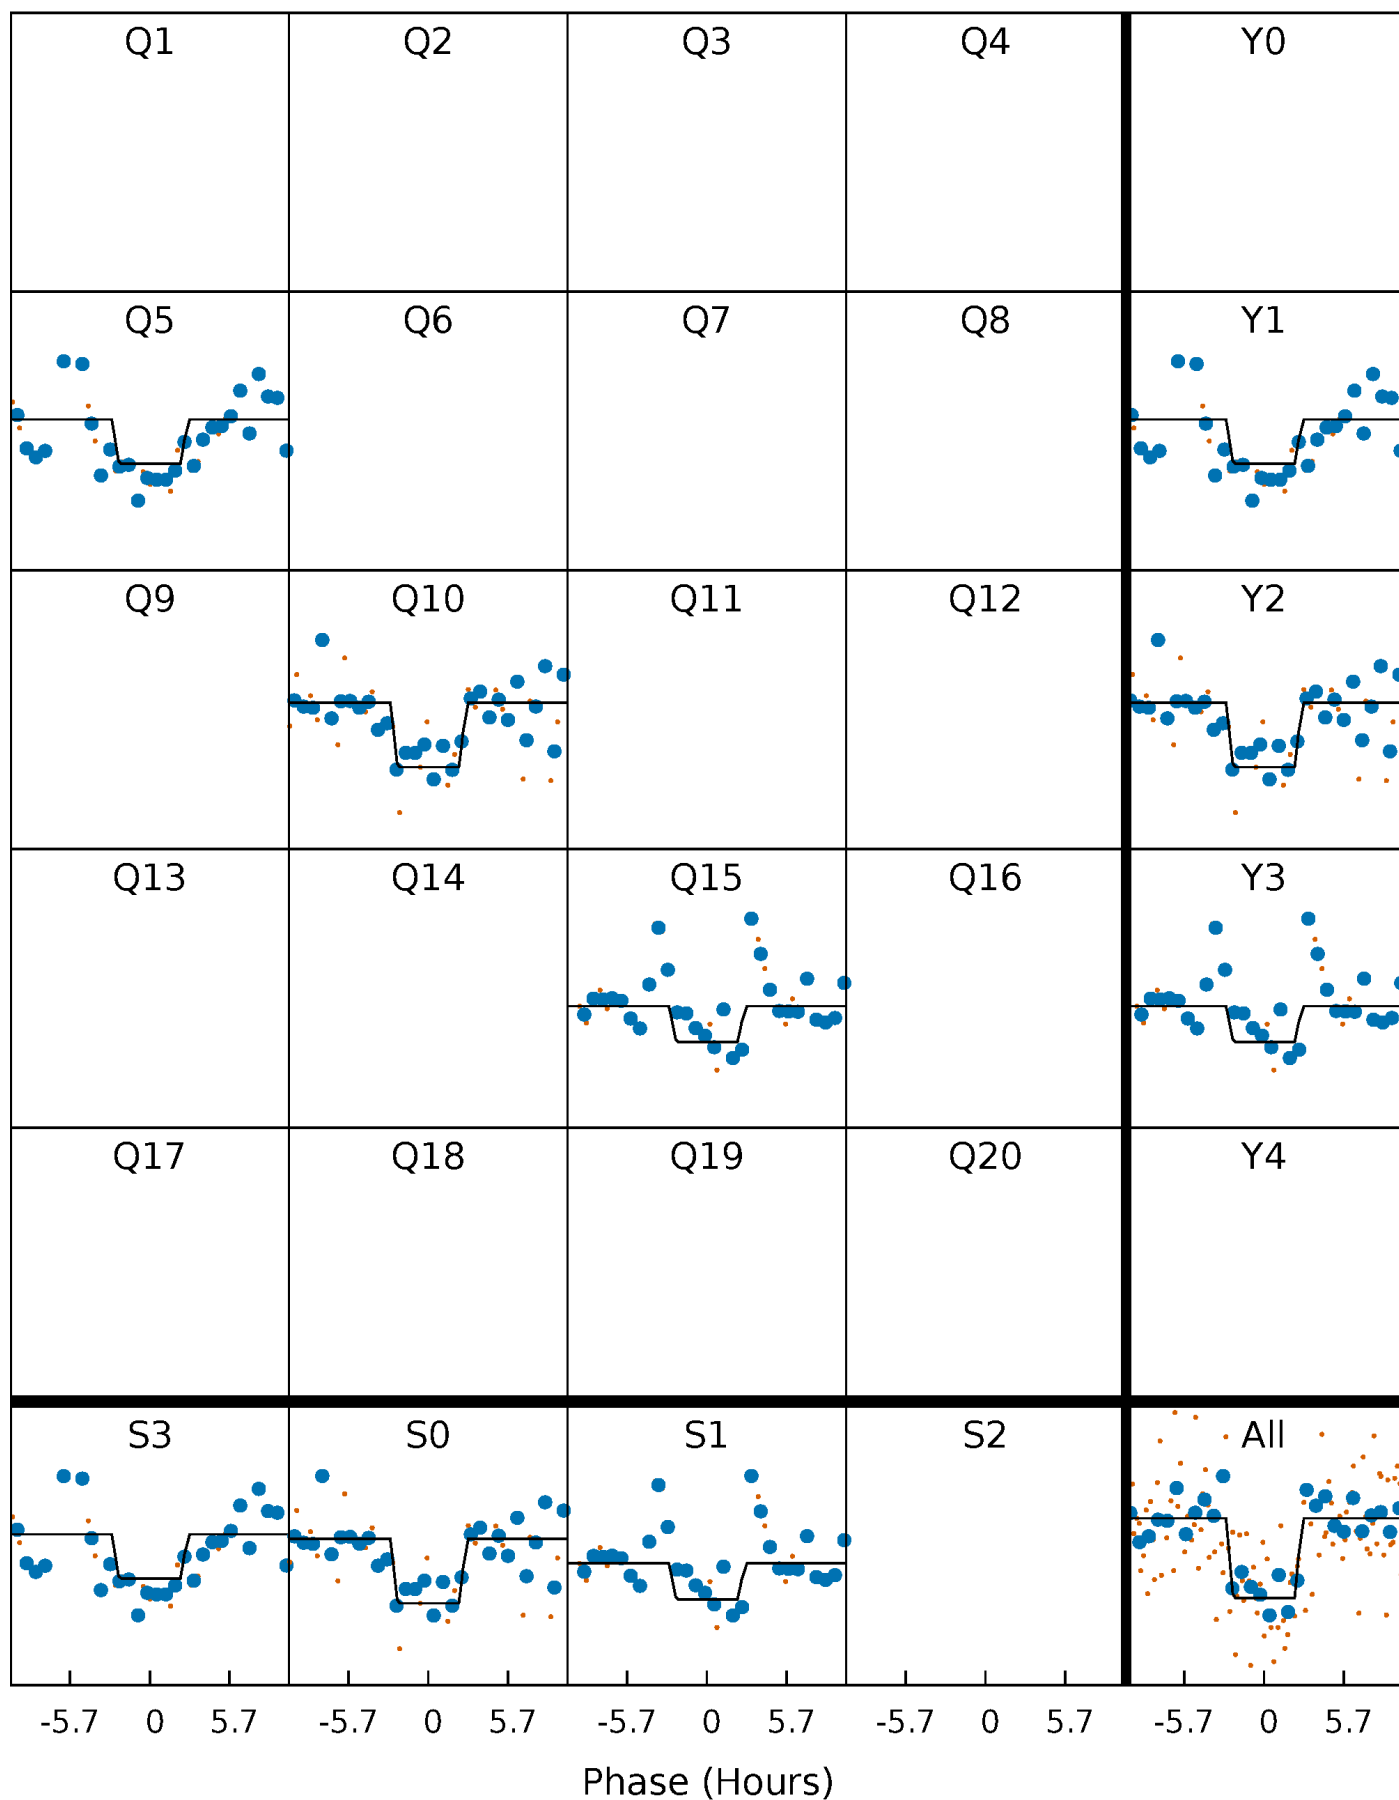 Q1 Q2 Q3 Q4 Y0
Q5 Q6 Q7 Q8 Y1
Q9 Q10 Q11 Q12 Y2
Q13 Q14 Q15 Q16 Y3
Q17 Q18 Q19 Q20 Y4
S3 S0 S1 S2 All
-5.7 0 5.7 -5.7 0 5.7 -5.7 0 5.7 -5.7 0 5.7 -5.7 0 5.7
Phase (Hours)